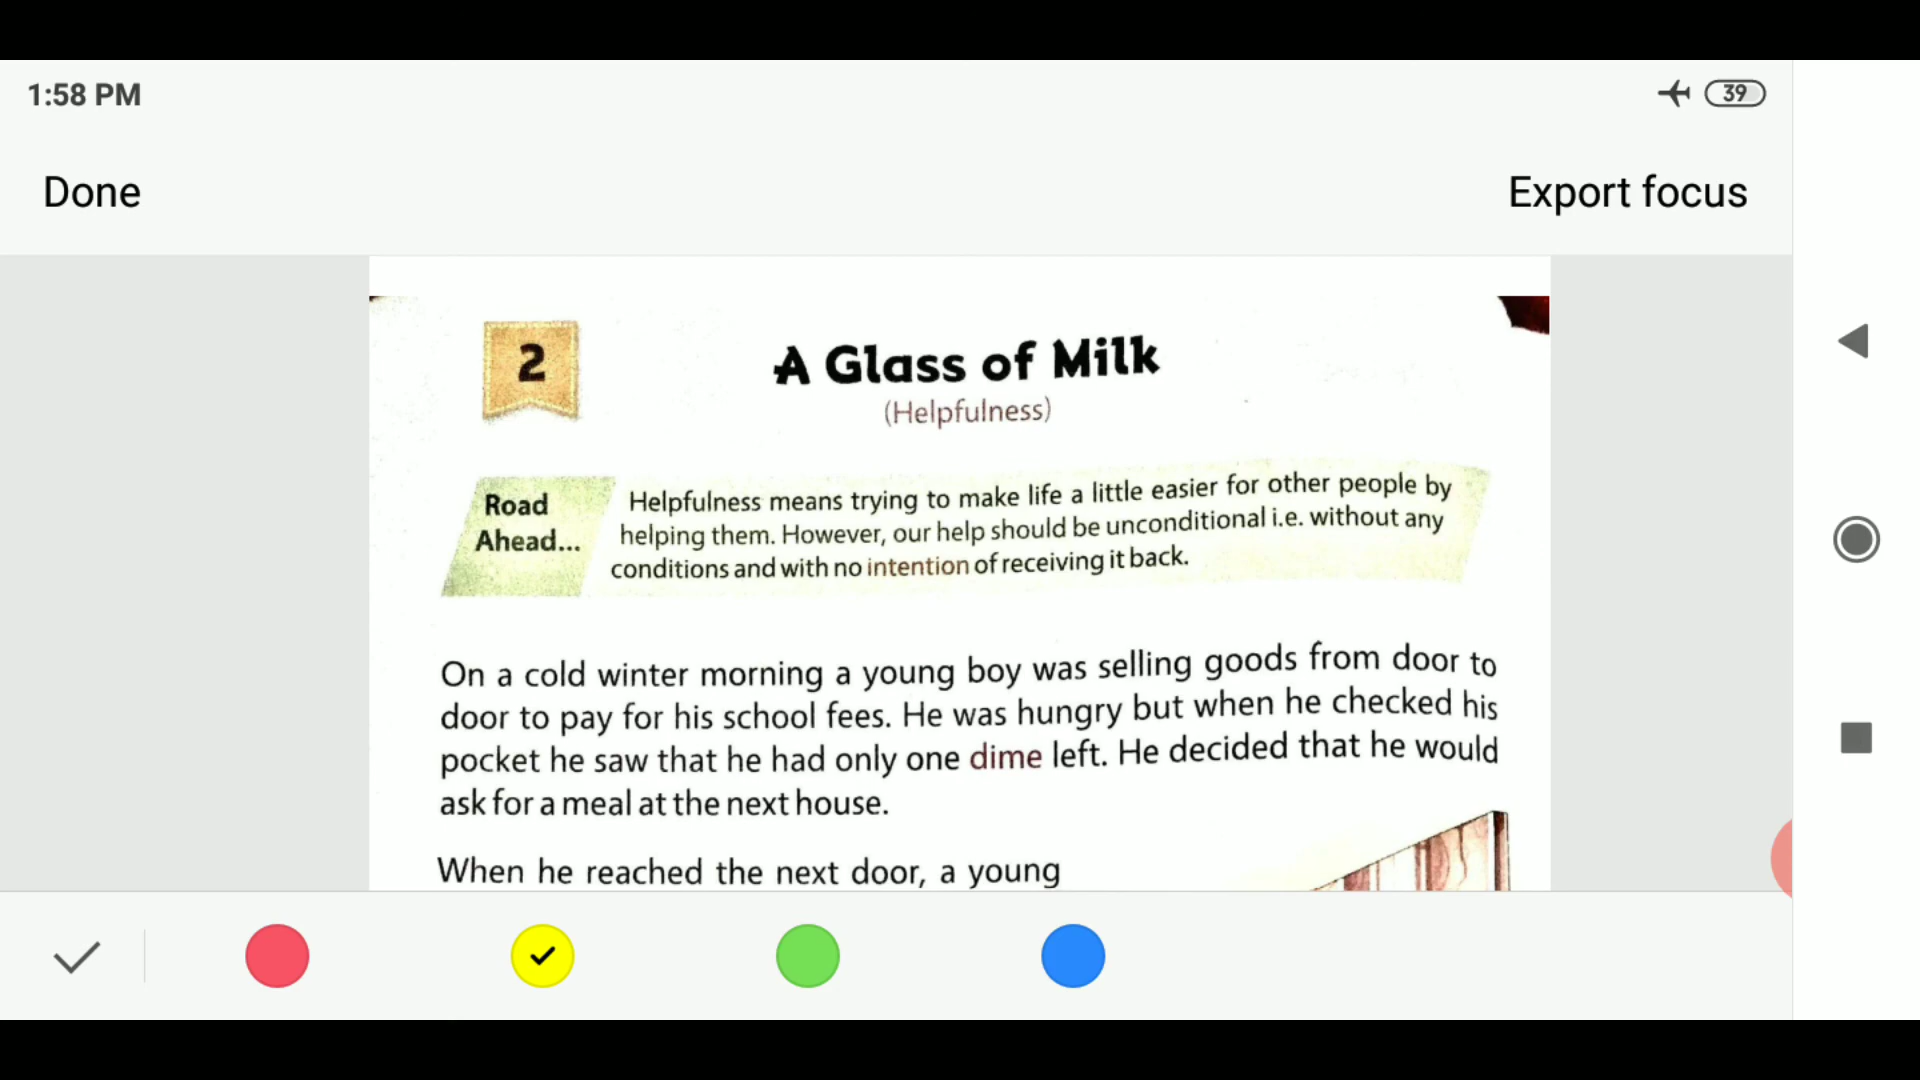 1:58 PM
39
Done
Export focus
2
A Glass of Milk
(Helpfulness)
Road
Ahead...
Helpfulness means trying to make life a little easier for other people by
helping them. However, our help should be unconditional i.e. without any
conditions and with no intention of receiving it back.
On a cold winter morning a young boy was selling goods from door to
door to pay for his school fees. He was hungry but when he checked his
pocket he saw that he had only one dime left. He decided that he would
ask for a meal at the next house.
When he reached the next door, a young